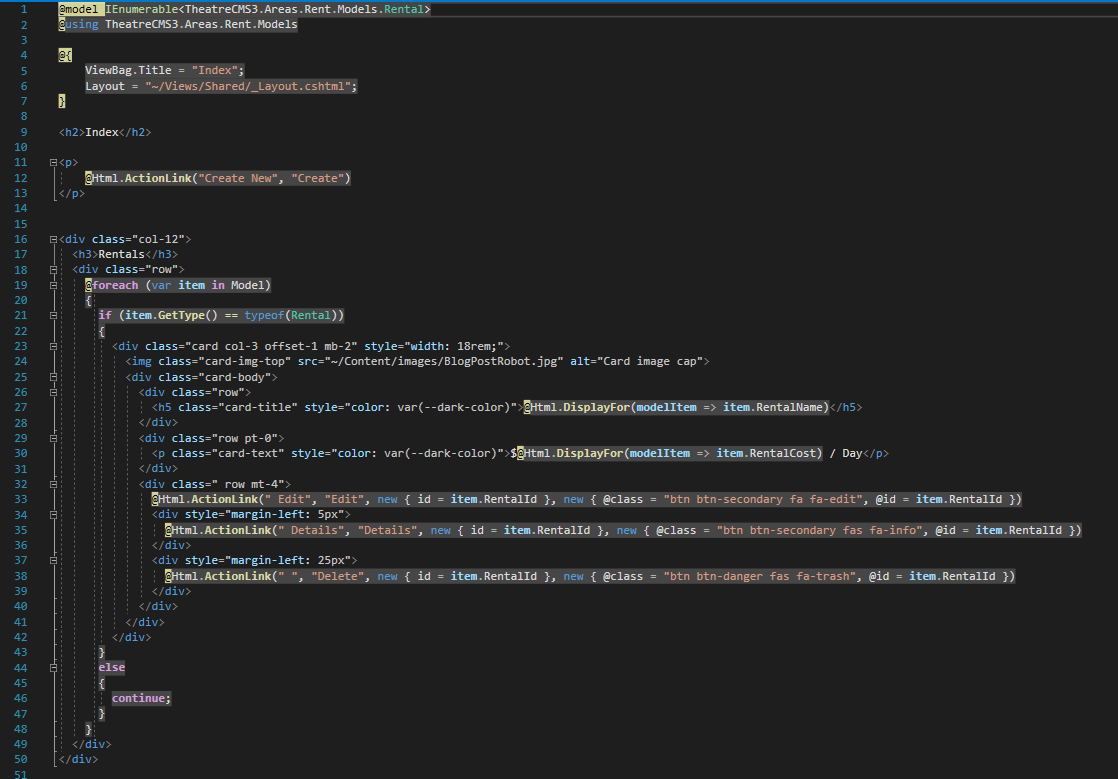 1 @model IEnumerable<TheatreCMS3.Areas.Rent.Models.Rental>
2 @using TheatreCMS3.Areas.Rent.Models
3
4 @{
5 ViewBag.Title = "Index";
6 Layout = "~/Views/Shared/_Layout.cshtml";
7 }
8
9 <h2>Index</h2>
10
11 <p>
12 @Html.ActionLink("Create New", "Create")
13 </p>
14
15
16 <div class="col-12">
17 <h3>Rentals</h3>
18 <div class="row">
19 @foreach (var item in Model)
20 {
21 if (item.GetType() == typeof(Rental))
22 {
23 <div class="card col-3 offset-1 mb-2" style="width: 18rem;">
24 <img class="card-img-top" src="~/Content/images/BlogPostRobot.jpg" alt="Card image cap">
25 <div class="card-body">
26 <div class="row">
27 <h5 class="card-title" style="color: var(--dark-color)">@Html.DisplayFor(modelItem => item.RentalName)</h5>
28 </div>
29 <div class="row pt-0">
30 <p class="card-text" style="color: var(--dark-color)">$@Html.DisplayFor(modelItem => item.RentalCost) / Day</p>
31 </div>
32 <div class=" row mt-4">
33 @Html.ActionLink(" Edit", "Edit", new { id = item.RentalId }, new { @class = "btn btn-secondary fa fa-edit", @id = item.RentalId })
34 <div style="margin-left: 5px">
35 @Html.ActionLink(" Details", "Details", new { id = item.RentalId }, new { @class = "btn btn-secondary fas fa-info", @id = item.RentalId })
36 </div>
37 <div style="margin-left: 25px">
38 @Html.ActionLink(" ", "Delete", new { id = item.RentalId }, new { @class = "btn btn-danger fas fa-trash", @id = item.RentalId })
39 </div>
40 </div>
41 </div>
42 </div>
43 }
44 else
45 {
46 continue;
47 }
48 }
49 </div>
50 </div>
51